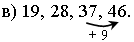 в) 19, 28, 37, 46.
+ 9